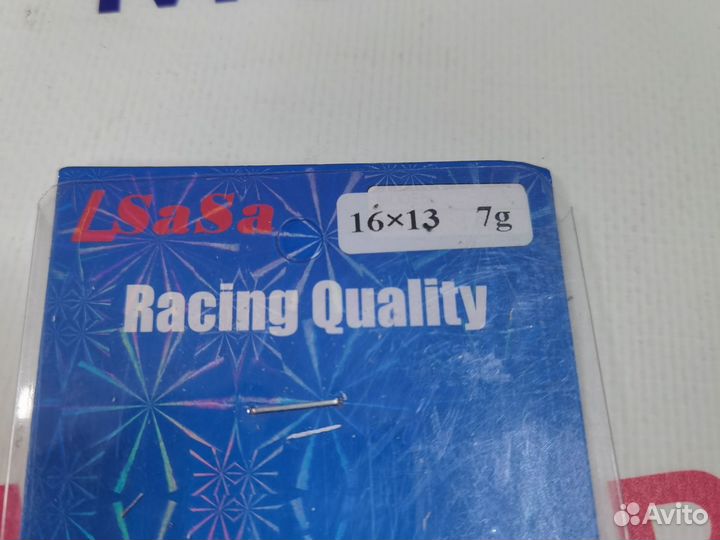 LSaSa
16×13 7g
Racing Quality
Avito